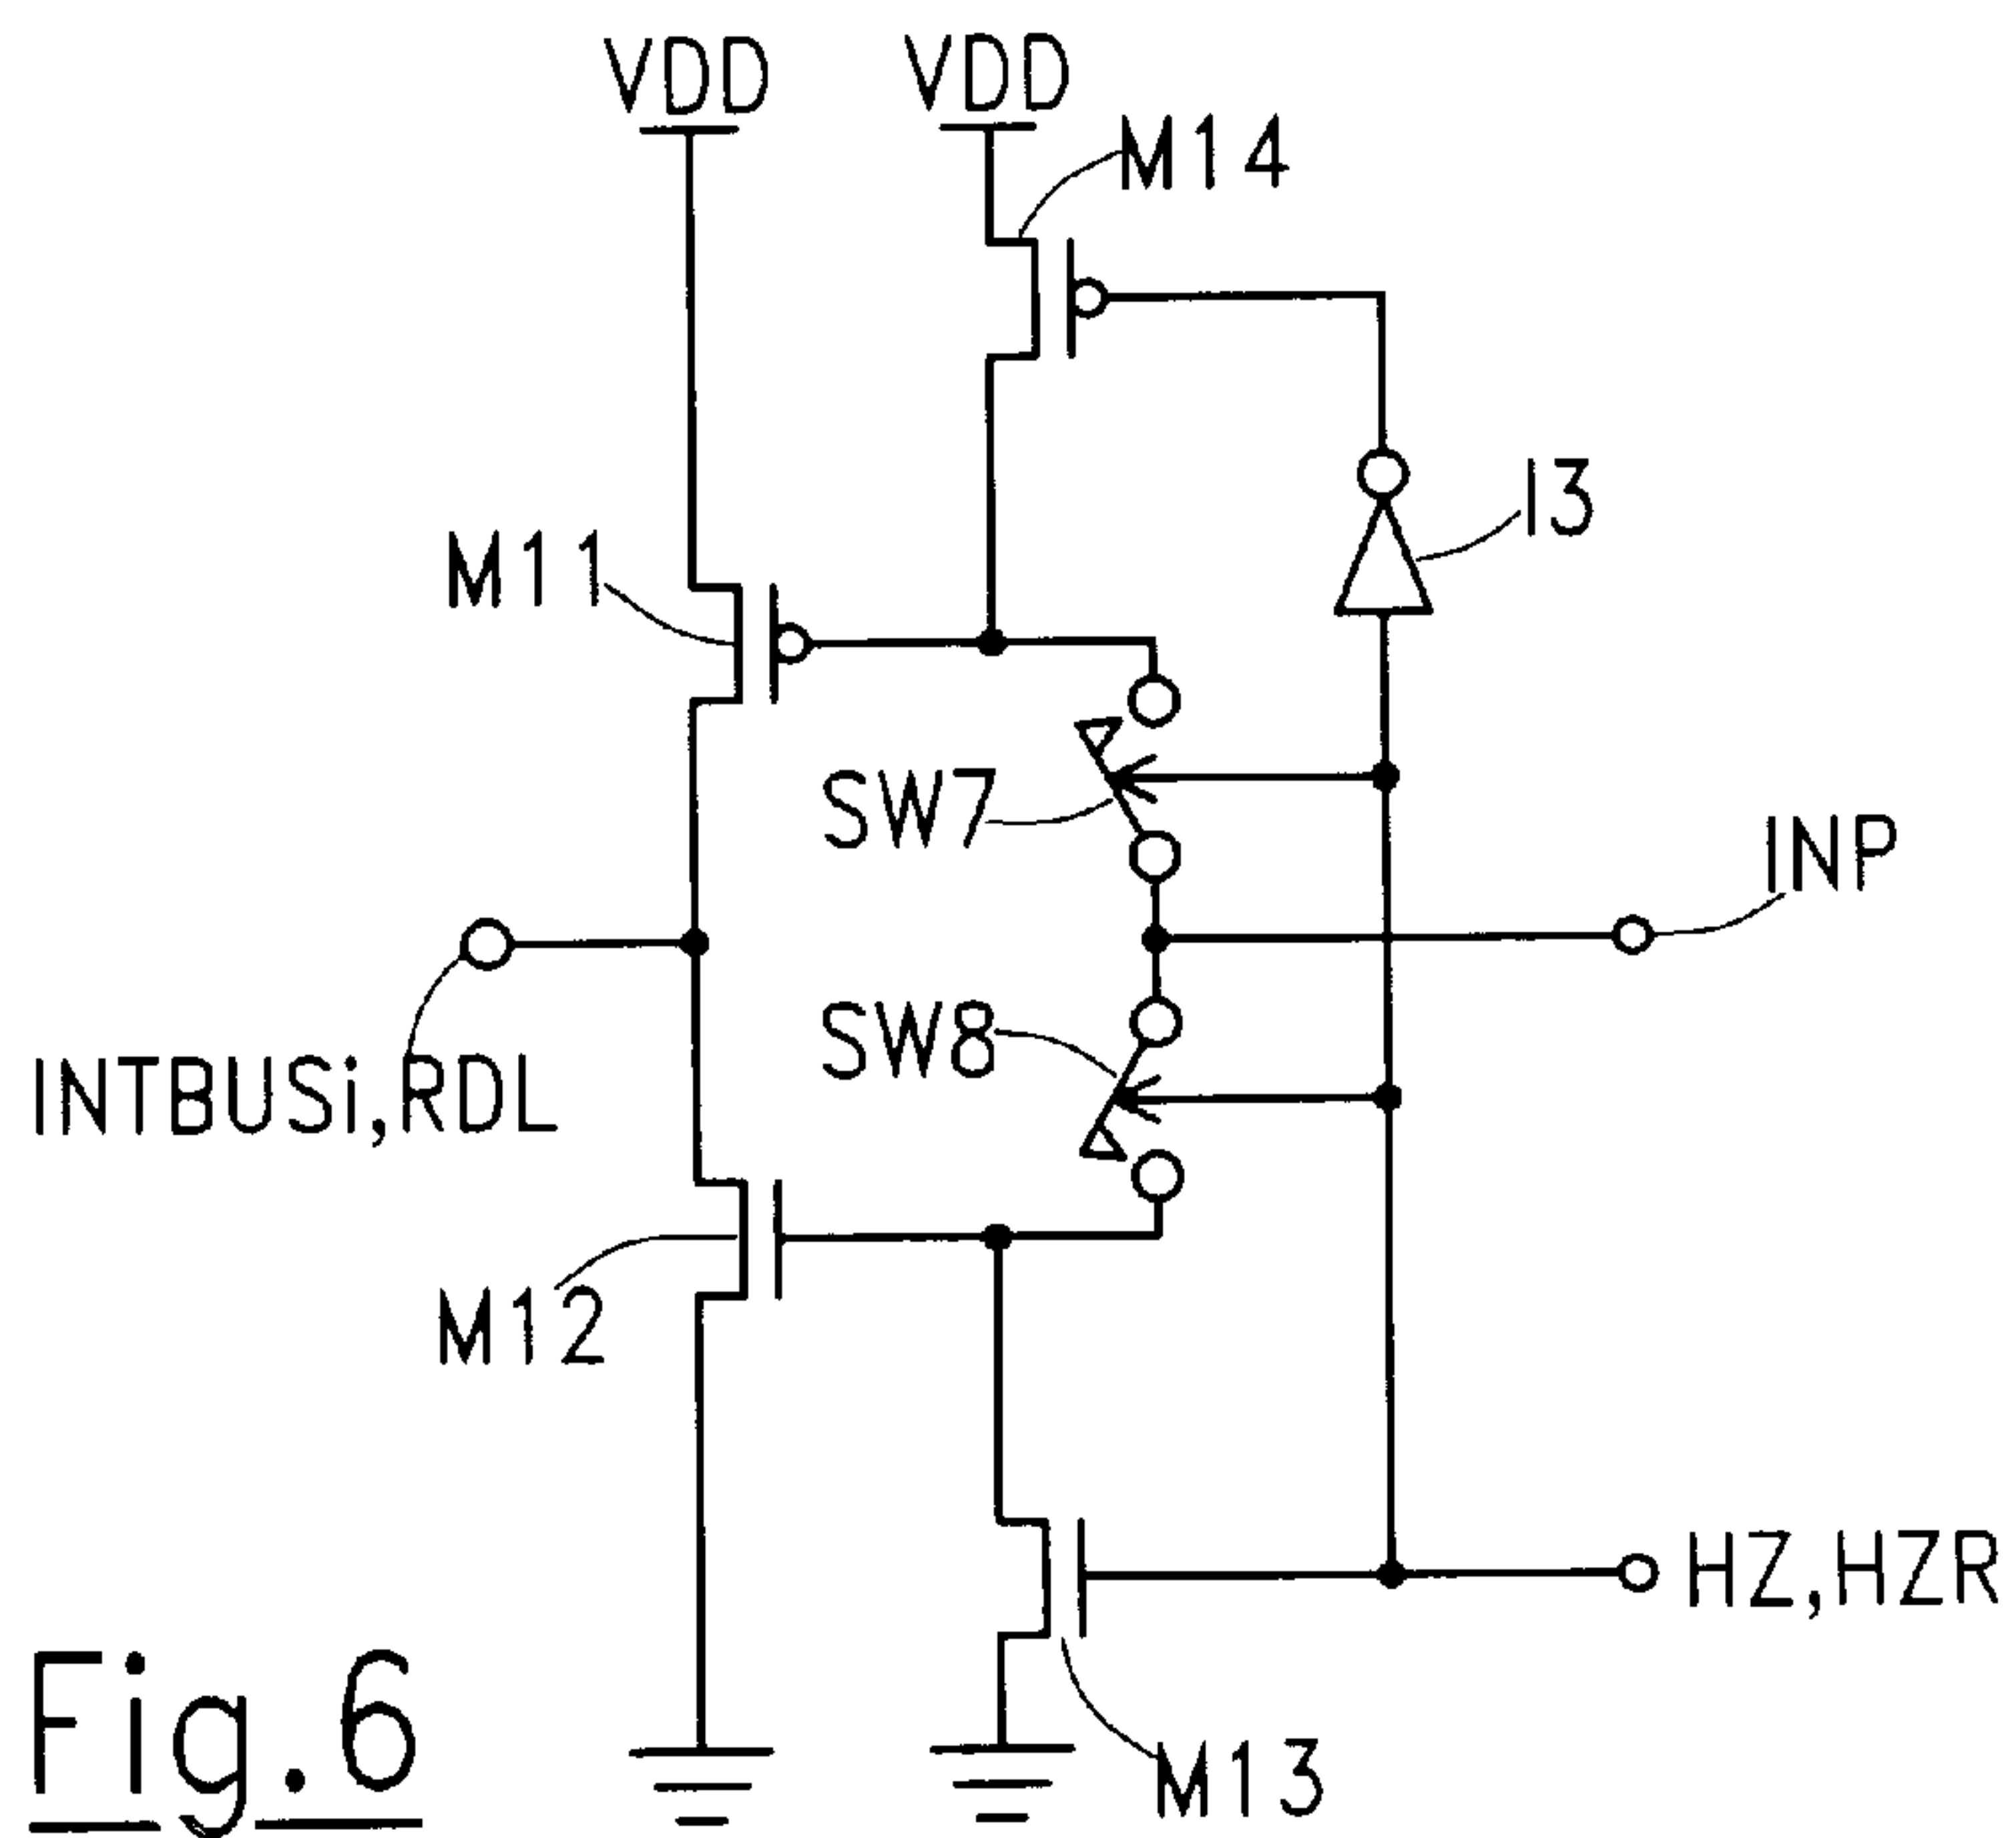 VDD
VDD
M14
I3
M11
SW7
INP
SW8
INTBUSi,RDL
M12
HZ,HZR
M13
Fig.6